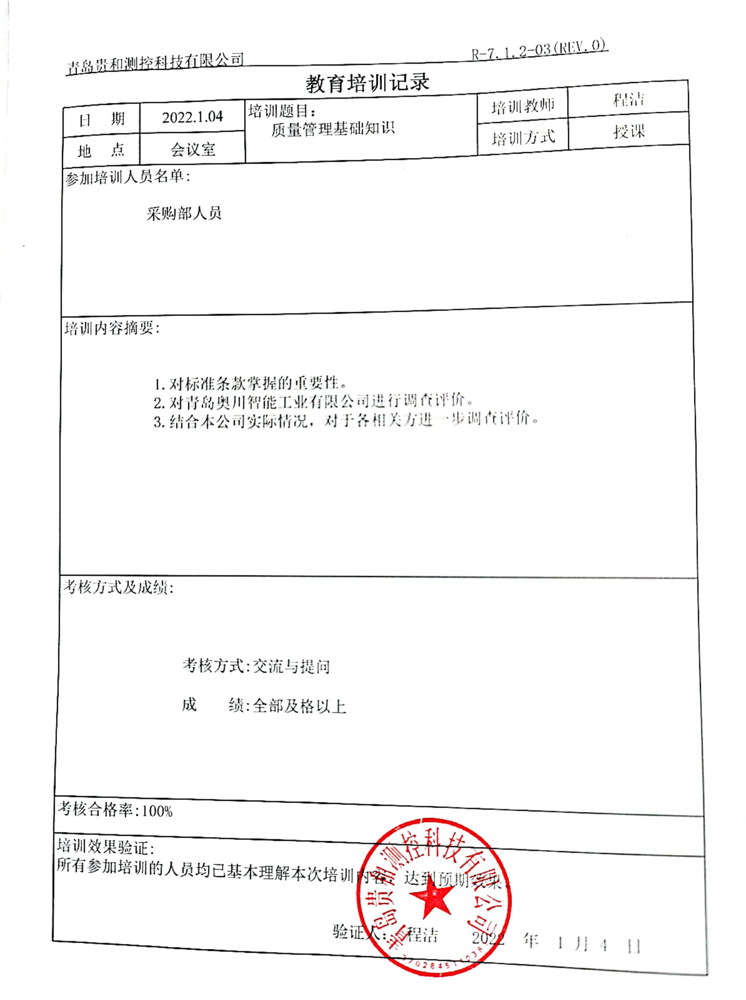 青岛贵和测控科技有限公司 R-7.1.2-03(REV.0)
教育培训记录
日 期 2022.1.04 培训题目: 培训教师 程洁
质量管理基础知识
地 点 会议室 培训方式 授课
参加培训人员名单:
采购部人员
培训内容摘要:
1.对标准条款掌握的重要性。
2.对青岛奥川智能工业有限公司进行调查评价。
3.结合本公司实际情况，对于各相关方进一步调查评价。
考核方式及成绩:
考核方式:交流与提问
成 绩:全部及格以上
考核合格率:100%
培训效果验证:
所有参加培训的人员均已基本理解本次培训内容，达到预期效果。
验证人: 程洁 2022 年 1 月 4 日
青岛贵和测控科技有限公司